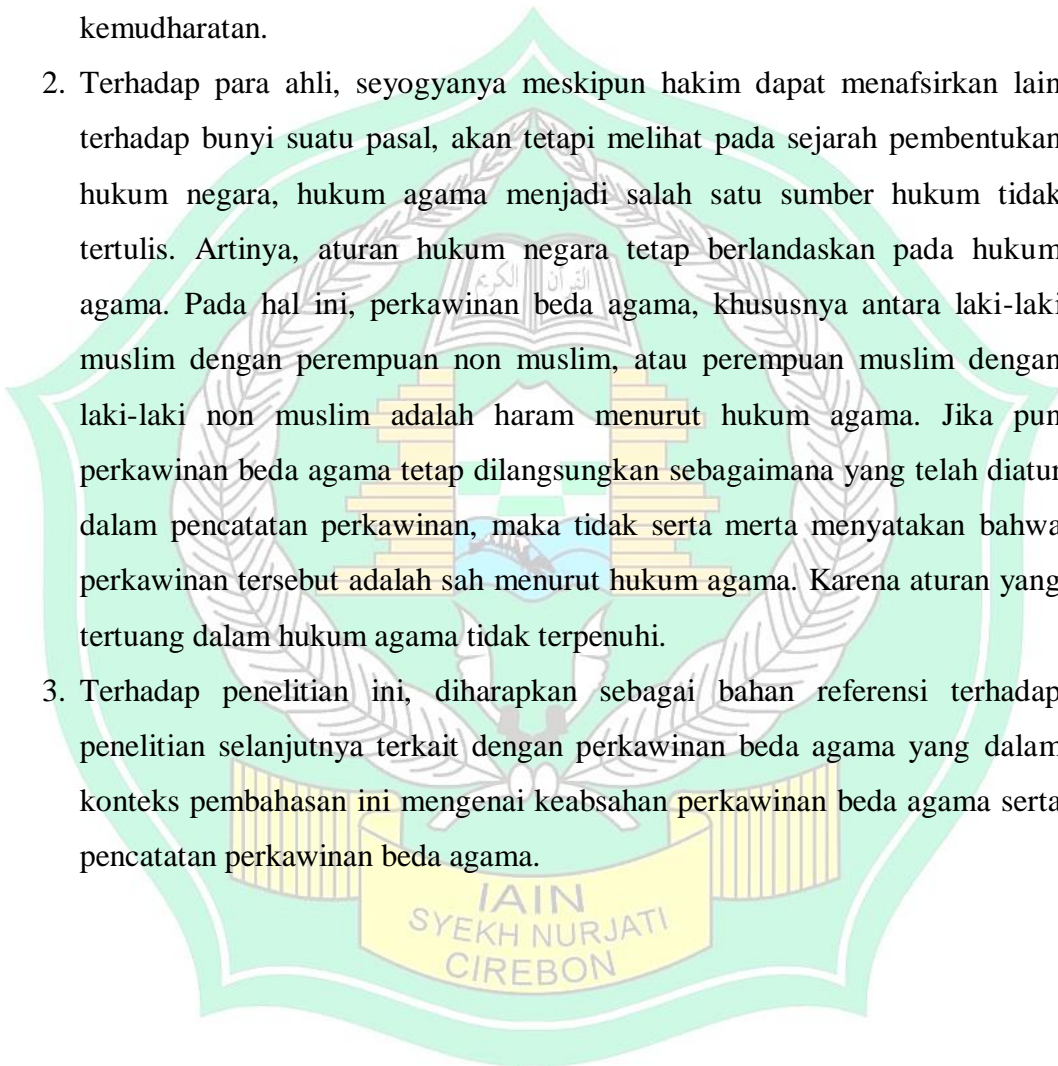 kemudharatan.
2. Terhadap para ahli, seyogyanya meskipun hakim dapat menafsirkan lain
terhadap bunyi suatu pasal, akan tetapi melihat pada sejarah pembentukan
hukum negara, hukum agama menjadi salah satu sumber hukum tidak
tertulis. Artinya, aturan hukum negara tetap berlandaskan pada hukum
agama. Pada hal ini, perkawinan beda agama, khususnya antara laki-laki
muslim dengan perempuan non muslim, atau perempuan muslim dengan
laki-laki non muslim adalah haram menurut hukum agama. Jika pun
perkawinan beda agama tetap dilangsungkan sebagaimana yang telah diatur
dalam pencatatan perkawinan, maka tidak serta merta menyatakan bahwa
perkawinan tersebut adalah sah menurut hukum agama. Karena aturan yang
tertuang dalam hukum agama tidak terpenuhi.
3. Terhadap penelitian ini, diharapkan sebagai bahan referensi terhadap
penelitian selanjutnya terkait dengan perkawinan beda agama yang dalam
konteks pembahasan ini mengenai keabsahan perkawinan beda agama serta
pencatatan perkawinan beda agama.
القرآن الكريم
IAIN
SYEKH NURJATI
CIREBON